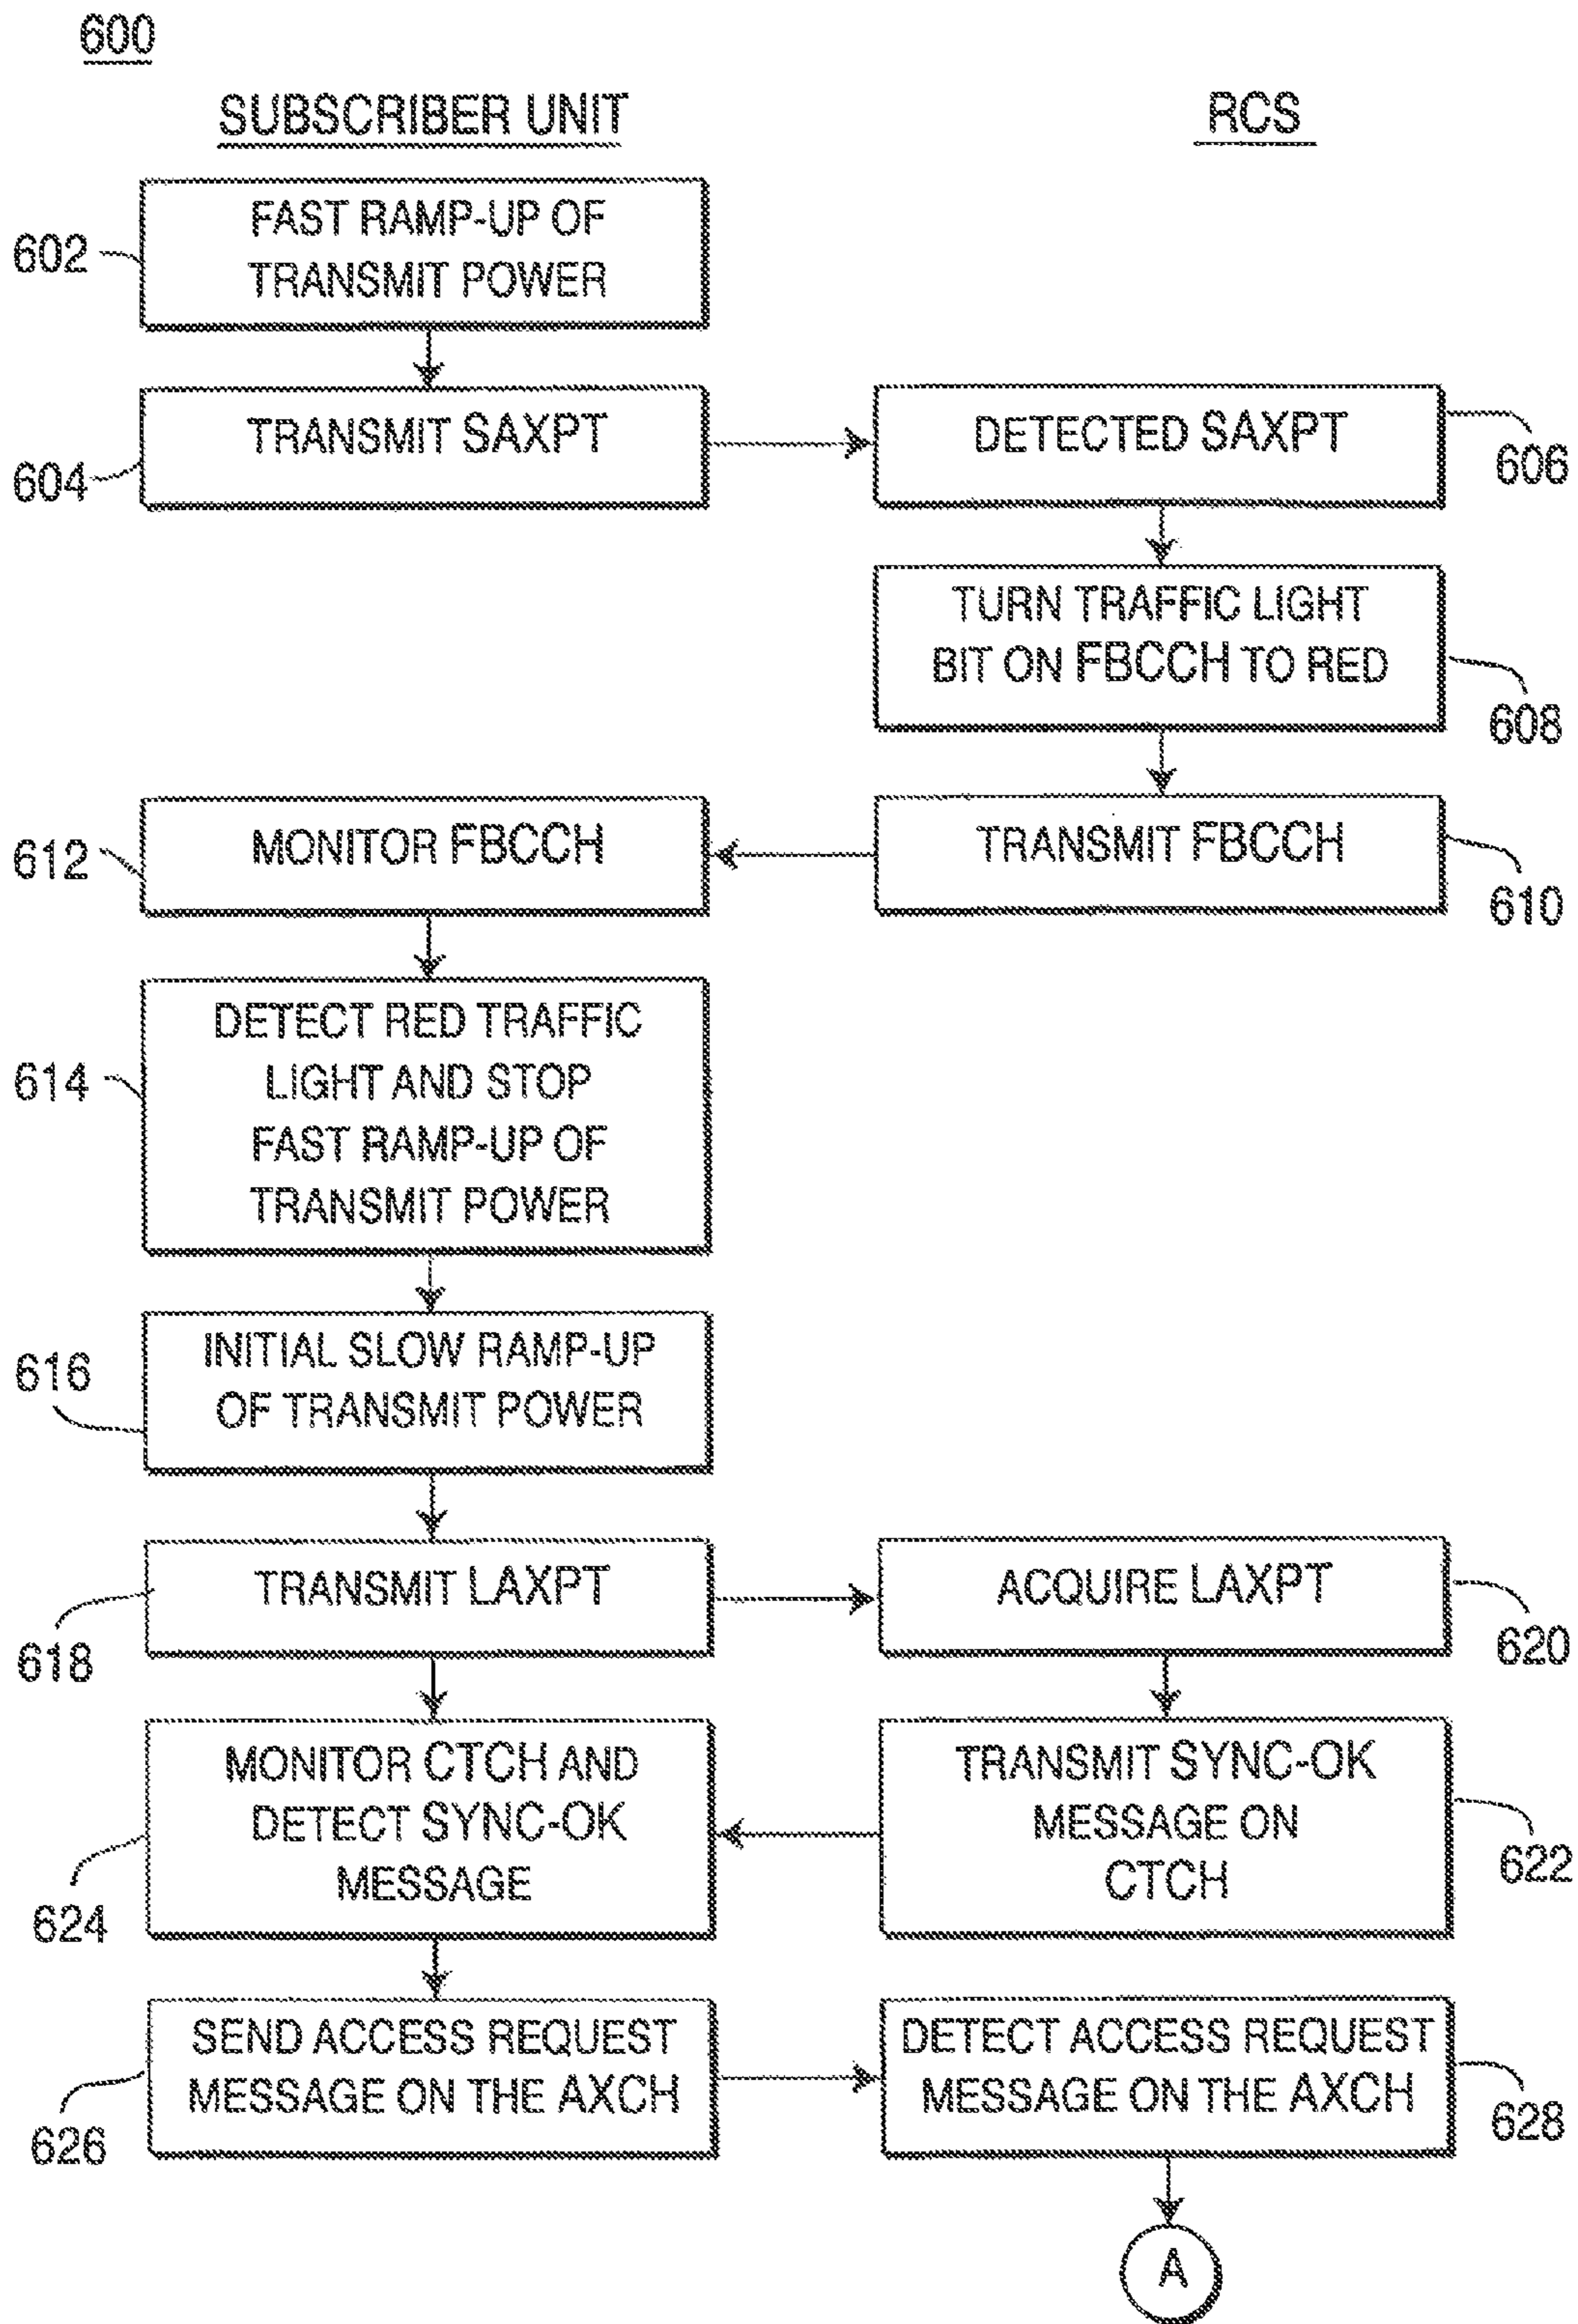 600
SUBSCRIBER UNIT
RCS
FAST RAMP-UP OF
TRANSMIT POWER
602
TRANSMIT SAXPT
604
DETECTED SAXPT
606
TURN TRAFFIC LIGHT
BIT ON FBCCH TO RED
608
TRANSMIT FBCCH
610
MONITOR FBCCH
612
DETECT RED TRAFFIC
LIGHT AND STOP
FAST RAMP-UP OF
TRANSMIT POWER
614
INITIAL SLOW RAMP-UP
OF TRANSMIT POWER
616
TRANSMIT LAXPT
618
ACQUIRE LAXPT
620
TRANSMIT SYNC-OK
MESSAGE ON
CTCH
622
MONITOR CTCH AND
DETECT SYNC-OK
MESSAGE
624
SEND ACCESS REQUEST
MESSAGE ON THE AXCH
626
DETECT ACCESS REQUEST
MESSAGE ON THE AXCH
628
A